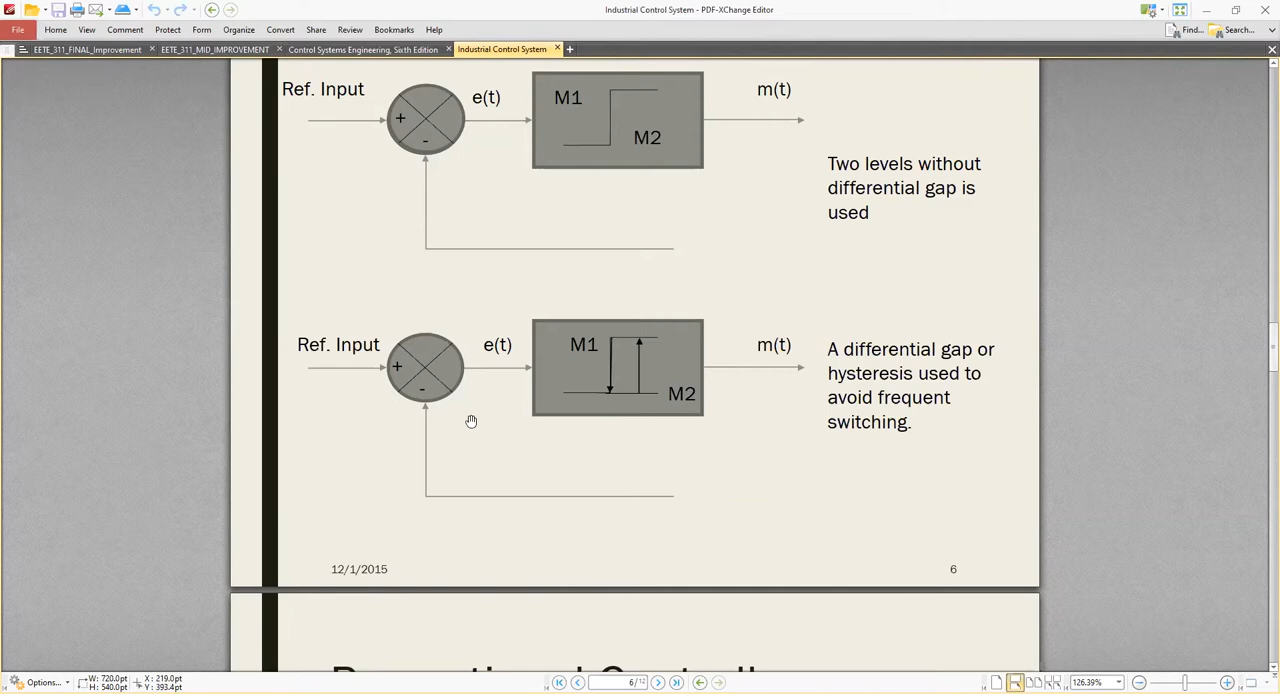 Industrial Control System - PDF-XChange Editor
File Home View Comment Protect Form Organize Convert Share Review Bookmarks Help Find... Search...
EETE_311_FINAL_Improvement EETE_311_MID_IMPROVEMENT Control Systems Engineering, Sixth Edition Industrial Control System
Ref. Input e(t) M1 m(t)
+
M2
-
Two levels without
differential gap is
used
Ref. Input e(t) M1 m(t)
+
M2
-
A differential gap or
hysteresis used to
avoid frequent
switching.
12/1/2015 6
Options... W: 720.0pt X: 219.0pt 6/12 126.39%
H: 540.0pt Y: 393.4pt